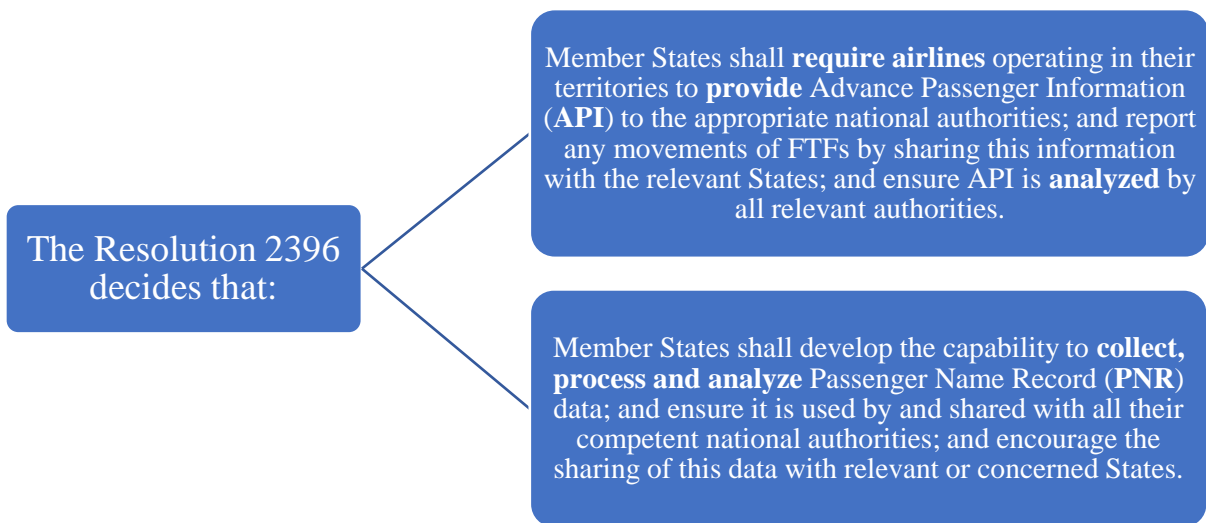 The Resolution 2396
decides that:
Member States shall require airlines operating in their
territories to provide Advance Passenger Information
(API) to the appropriate national authorities; and report
any movements of FTFs by sharing this information
with the relevant States; and ensure API is analyzed by
all relevant authorities.
Member States shall develop the capability to collect,
process and analyze Passenger Name Record (PNR)
data; and ensure it is used by and shared with all their
competent national authorities; and encourage the
sharing of this data with relevant or concerned States.